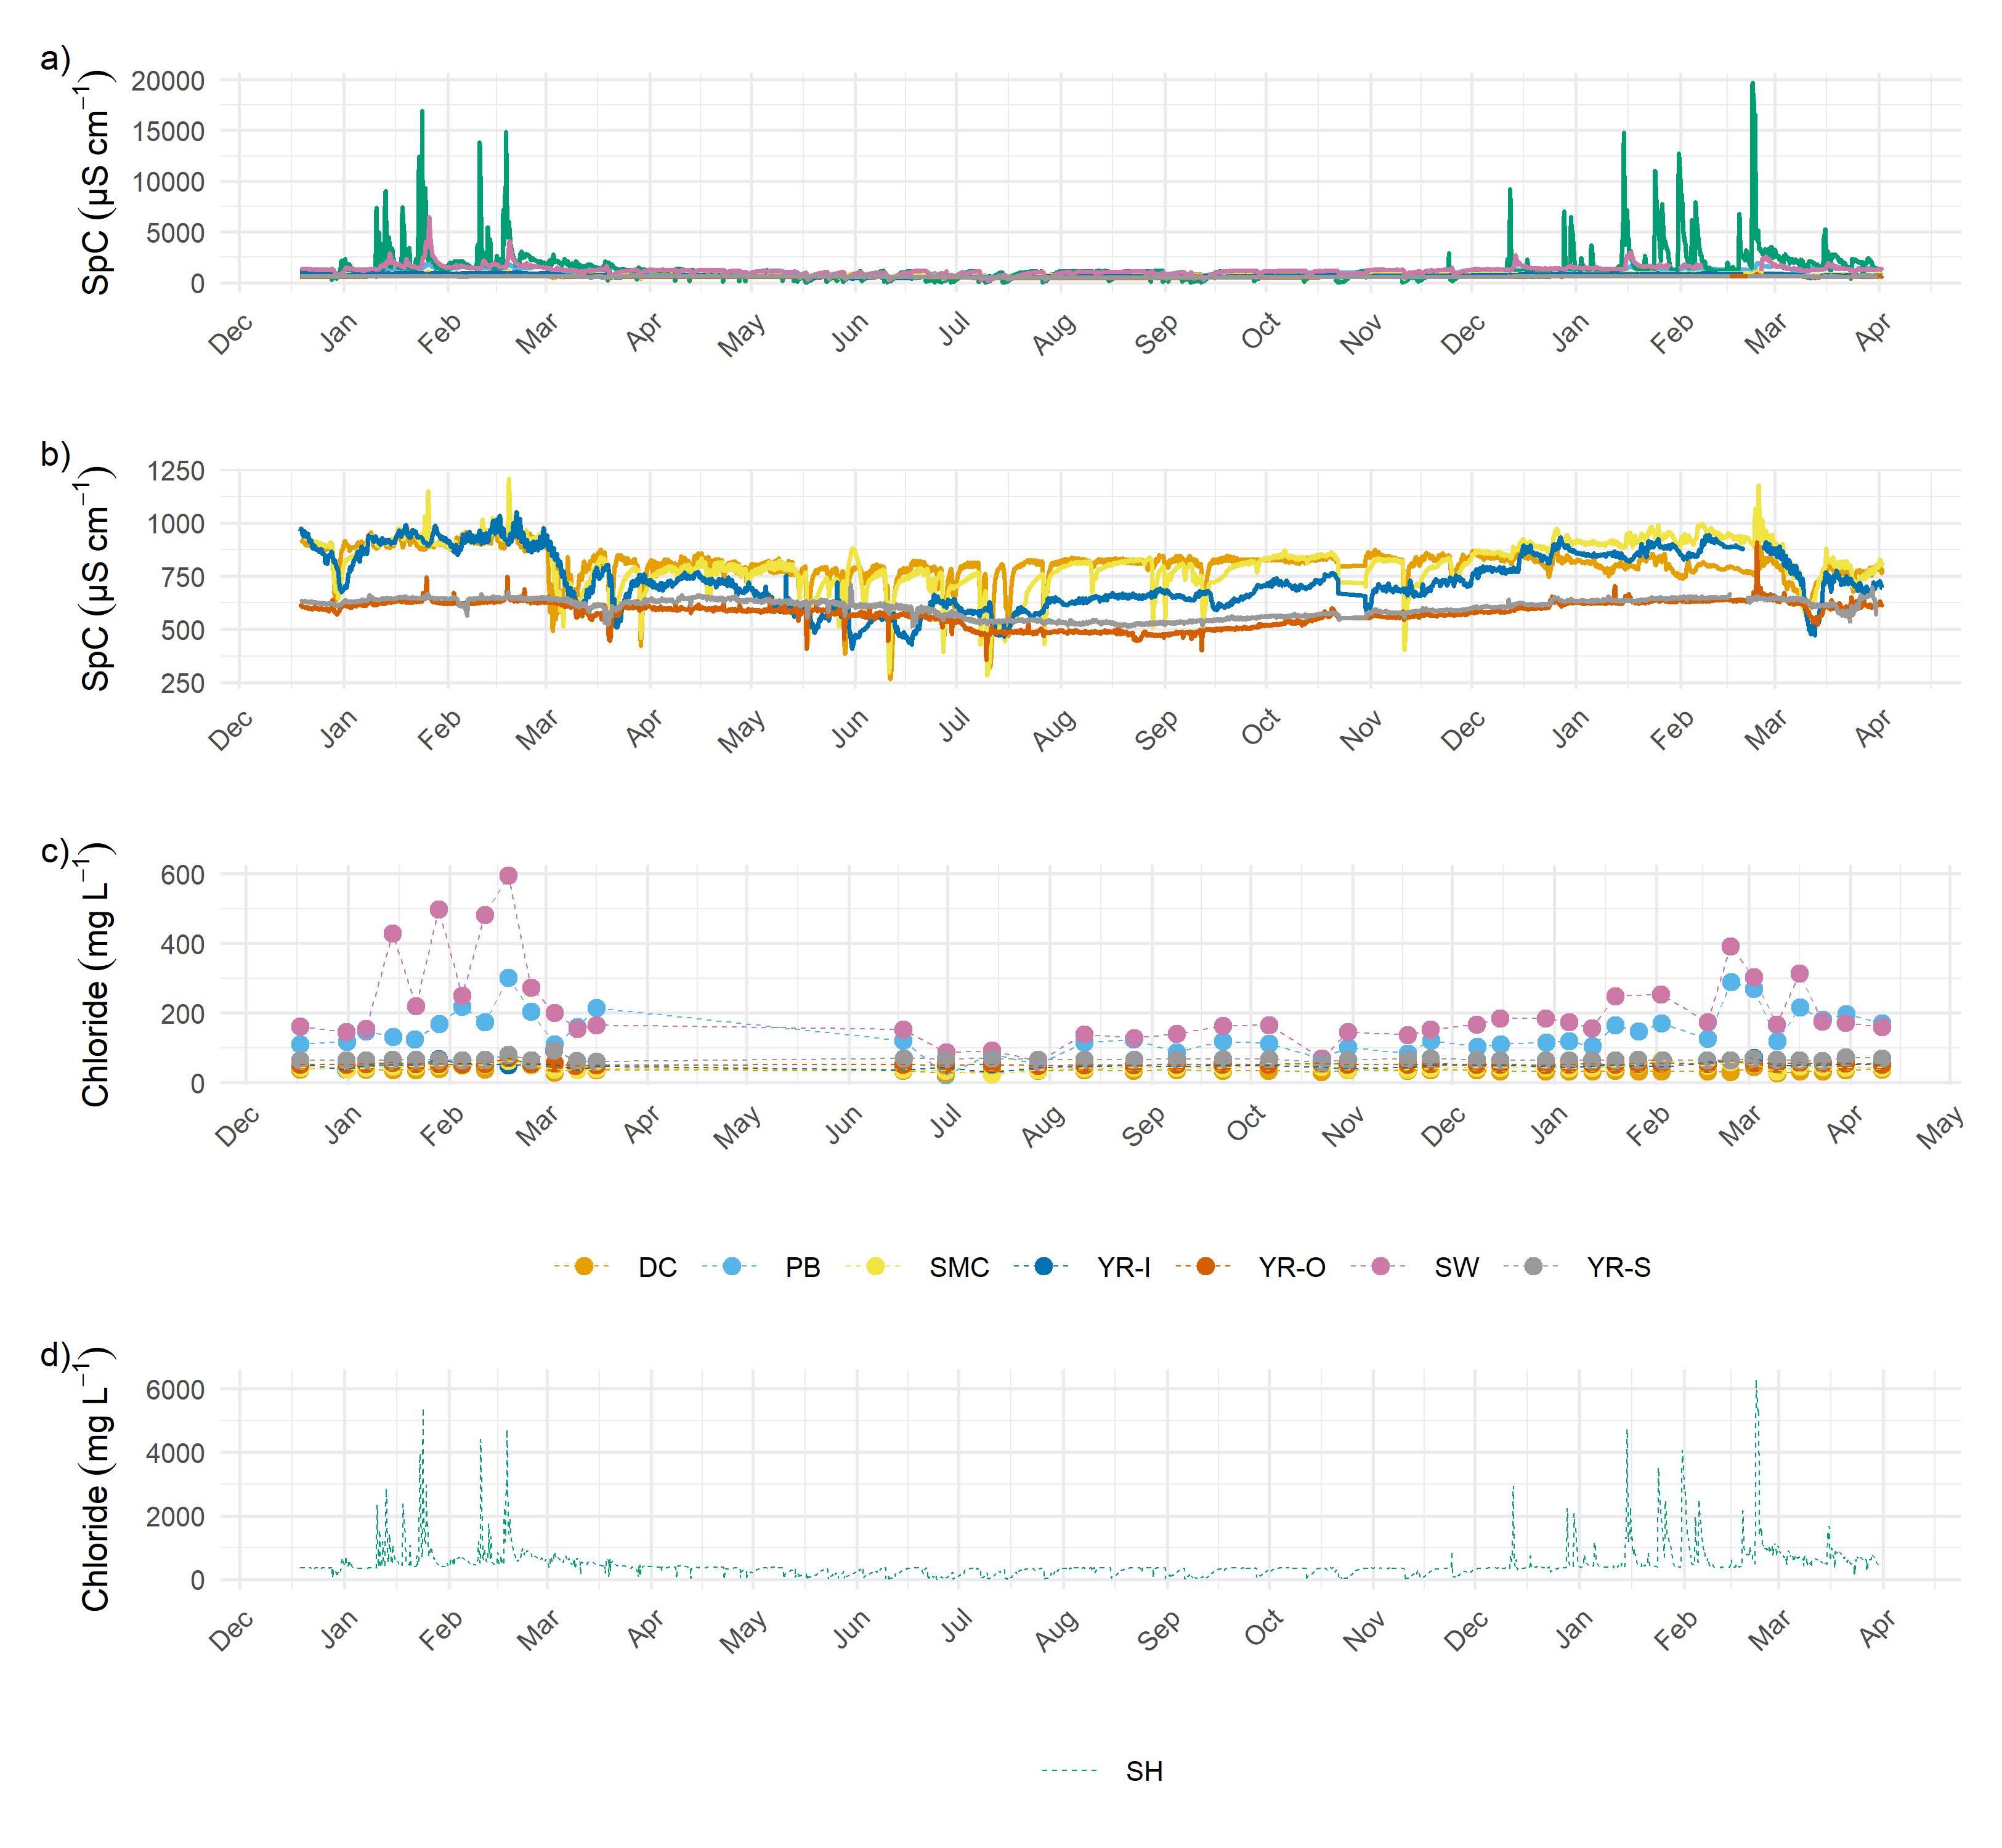 a)
SpC (µS cm⁻¹)
20000
15000
10000
5000
0
Dec Jan Feb Mar Apr May Jun Jul Aug Sep Oct Nov Dec Jan Feb Mar Apr
b)
SpC (µS cm⁻¹)
1250
1000
750
500
250
Dec Jan Feb Mar Apr May Jun Jul Aug Sep Oct Nov Dec Jan Feb Mar Apr
c)
Chloride (mg L⁻¹)
600
400
200
0
Dec Jan Feb Mar Apr May Jun Jul Aug Sep Oct Nov Dec Jan Feb Mar Apr May
DC PB SMC YR-I YR-O SW YR-S
d)
Chloride (mg L⁻¹)
6000
4000
2000
0
Dec Jan Feb Mar Apr May Jun Jul Aug Sep Oct Nov Dec Jan Feb Mar Apr
SH